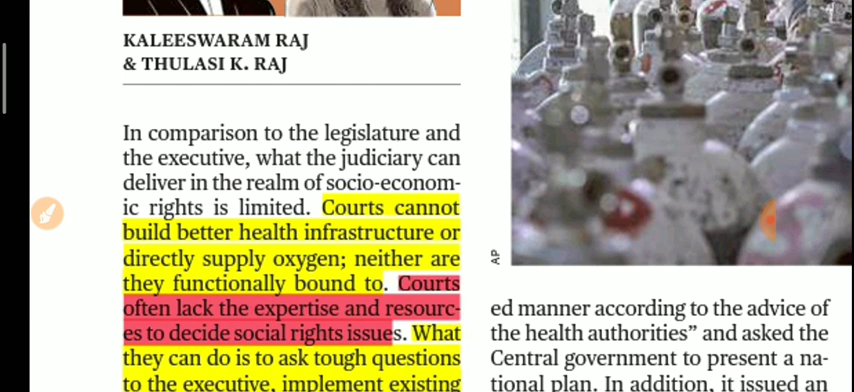 KALEESWARAM RAJ
& THULASI K. RAJ
In comparison to the legislature and
the executive, what the judiciary can
deliver in the realm of socio-econom-
ic rights is limited. Courts cannot
build better health infrastructure or
directly supply oxygen; neither are
they functionally bound to. Courts
often lack the expertise and resourc-
es to decide social rights issues. What
they can do is to ask tough questions
to the executive, implement existing
AP
ed manner according to the advice of
the health authorities” and asked the
Central government to present a na-
tional plan. In addition, it issued an